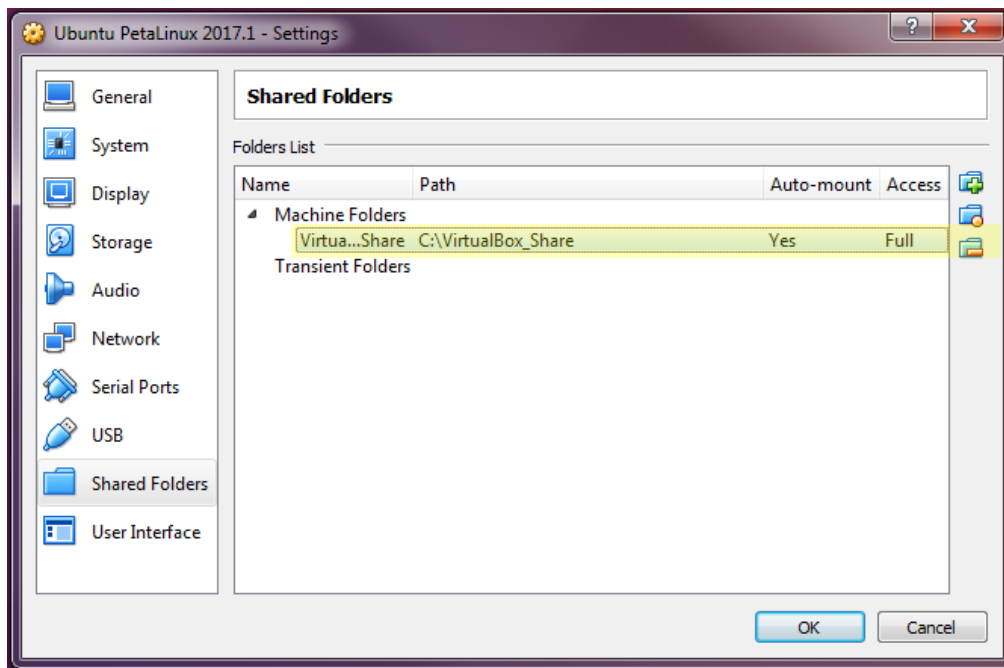 Ubuntu PetaLinux 2017.1 - Settings
?
General
System
Display
Storage
Audio
Network
Serial Ports
USB
Shared Folders
User Interface
Shared Folders
Folders List
Name Path Auto-mount Access
Machine Folders
Virtua...Share C:\VirtualBox_Share Yes Full
Transient Folders
OK Cancel